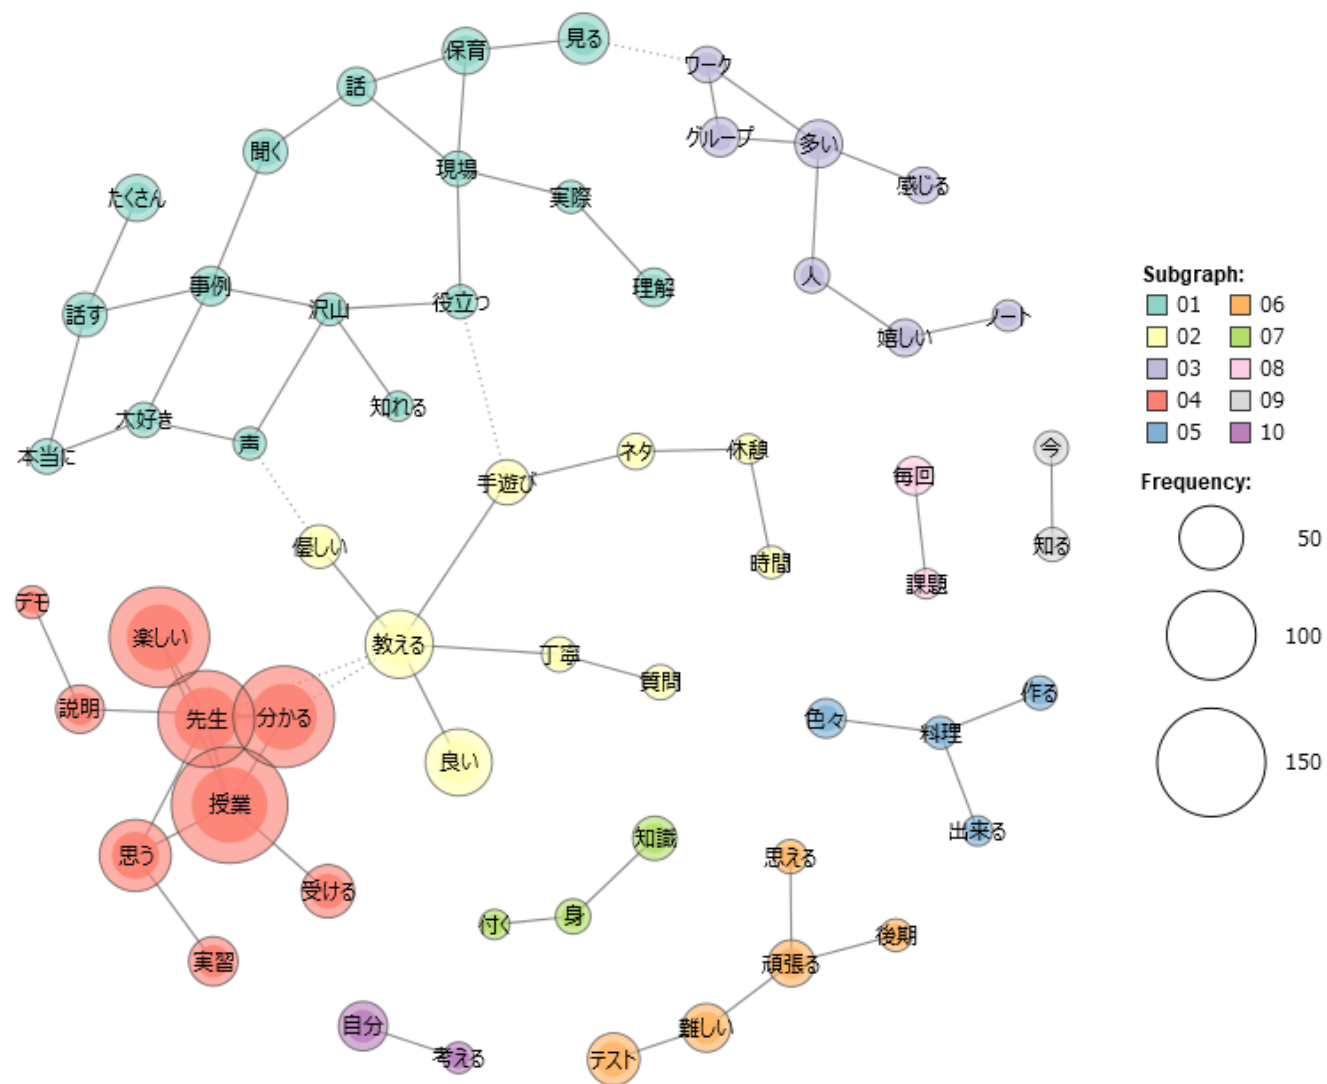 見る
保育
ワーク
話
グループ
多い
聞く
現場
感じる
たくさん
実際
人
事例
理解
沢山
役立つ
話す
ノート
嬉しい
知れる
大好き
声
本当に
ネタ
休憩
今
手遊び
毎回
優しい
知る
時間
課題
デモ
楽しい
教える
丁寧
質問
説明
先生
分かる
色々
作る
料理
良い
授業
出来る
思う
知識
思える
受ける
付く
身
後期
実習
頑張る
自分
難しい
考える
テスト
Subgraph:
01 06
02 07
03 08
04 09
05 10
Frequency:
50
100
150